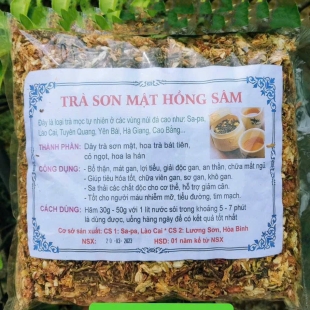 TRÀ SƠN MẬT HỒNG SÂM
Đây là loại trà mọc tự nhiên ở các vùng núi đá cao như: Sa-pa,
Lào Cai, Tuyên Quang, Yên Bái, Hà Giang, Cao Bằng...
THÀNH PHẦN: Dây trà sơn mật, hoa trà bát tiên,
cỏ ngọt, hoa la hán
CÔNG DỤNG: - Bổ thận, mát gan, lợi tiểu, giải độc gan, an thần, chữa mất ngủ
- Giúp tiêu hóa tốt, chữa viên gan, sơ gan, khô gan.
- Sa thải các chất độc cho cơ thể, hỗ trợ giảm cân.
- Tốt cho người máu nhiễm mỡ, tiểu đường, tim mạch.
CÁCH DÙNG: Hãm 30g - 50g với 1 lít nước sôi trong khoảng 5 - 7 phút
là dùng được, uống hàng ngày để có kết quả tốt nhất
Cơ sở sản xuất: CS 1: Sa-pa, Lào Cai * CS 2: Lương Sơn, Hòa Bình
NSX: 20-03-2023 HSD: 01 năm kể từ NSX